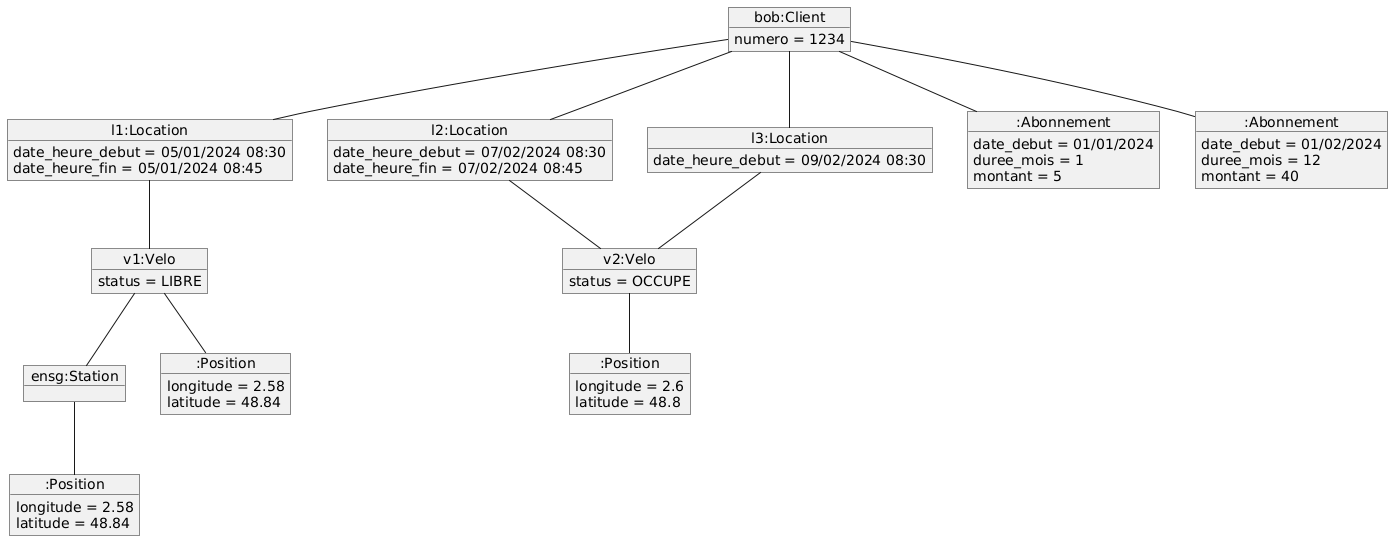 bob:Client
numero = 1234
l1:Location
date_heure_debut = 05/01/2024 08:30
date_heure_fin = 05/01/2024 08:45
l2:Location
date_heure_debut = 07/02/2024 08:30
date_heure_fin = 07/02/2024 08:45
l3:Location
date_heure_debut = 09/02/2024 08:30
:Abonnement
date_debut = 01/01/2024
duree_mois = 1
montant = 5
:Abonnement
date_debut = 01/02/2024
duree_mois = 12
montant = 40
v1:Velo
status = LIBRE
v2:Velo
status = OCCUPE
ensg:Station
:Position
longitude = 2.58
latitude = 48.84
:Position
longitude = 2.6
latitude = 48.8
:Position
longitude = 2.58
latitude = 48.84